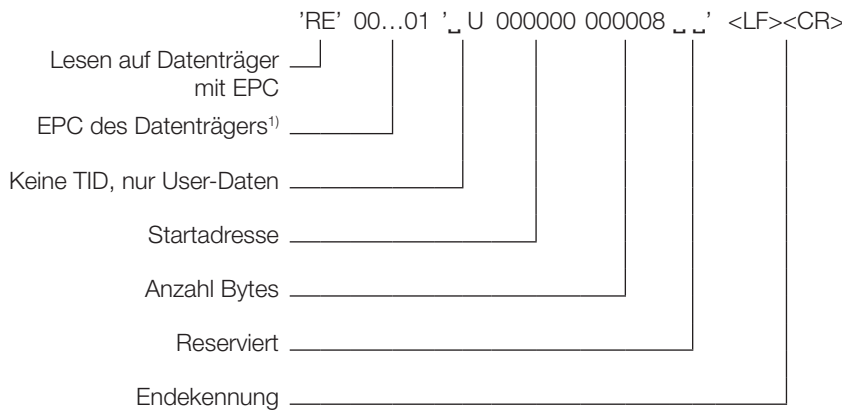 'RE' 00...01 '␣ U 000000 000008 ␣ ␣' <LF><CR>
Lesen auf Datenträger
mit EPC
EPC des Datenträgers¹⁾
Keine TID, nur User-Daten
Startadresse
Anzahl Bytes
Reserviert
Endekennung